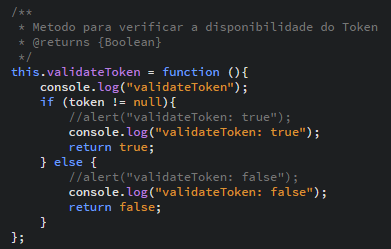 /**
 * Metodo para verificar a disponibilidade do Token
 * @returns {Boolean}
 */
this.validateToken = function (){
    console.log("validateToken");
    if (token != null){
        //alert("validateToken: true");
        console.log("validateToken: true");
        return true;
    } else {
        //alert("validateToken: false");
        console.log("validateToken: false");
        return false;
    }
};